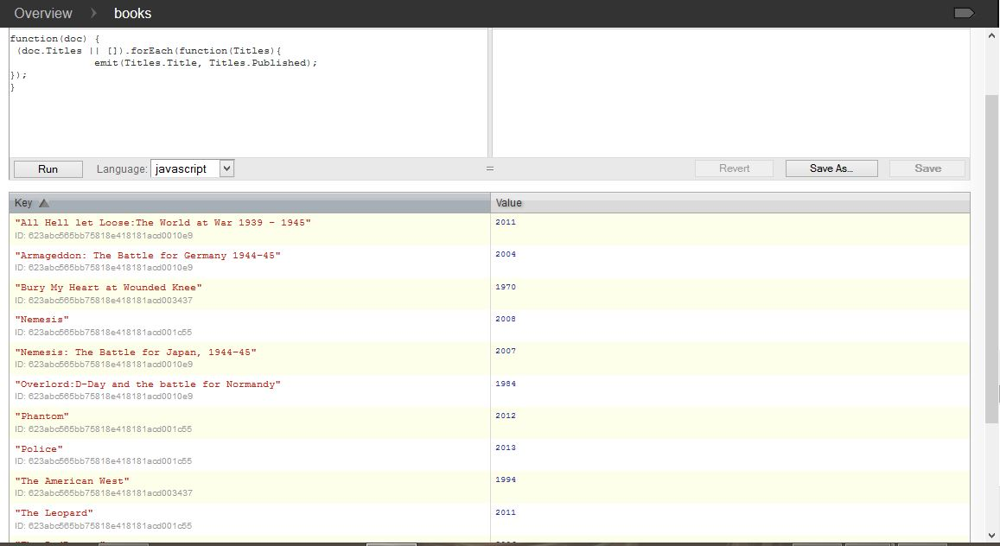 Overview books
function(doc) {
(doc.Titles || []).forEach(function(Titles){
emit(Titles.Title, Titles.Published);
});
}
Run Language: javascript = Revert Save As... Save
Key Value
"All Hell let Loose:The World at War 1939 - 1945" 2011
ID: 623abc565bb75818e418181acd0010e9
"Armageddon: The Battle for Germany 1944-45" 2004
ID: 623abc565bb75818e418181acd0010e9
"Bury My Heart at Wounded Knee" 1970
ID: 623abc565bb75818e418181acd003437
"Nemesis" 2008
ID: 623abc565bb75818e418181acd001c55
"Nemesis: The Battle for Japan, 1944-45" 2007
ID: 623abc565bb75818e418181acd0010e9
"Overlord:D-Day and the battle for Normandy" 1984
ID: 623abc565bb75818e418181acd0010e9
"Phantom" 2012
ID: 623abc565bb75818e418181acd001c55
"Police" 2013
ID: 623abc565bb75818e418181acd001c55
"The American West" 1994
ID: 623abc565bb75818e418181acd003437
"The Leopard" 2011
ID: 623abc565bb75818e418181acd001c55